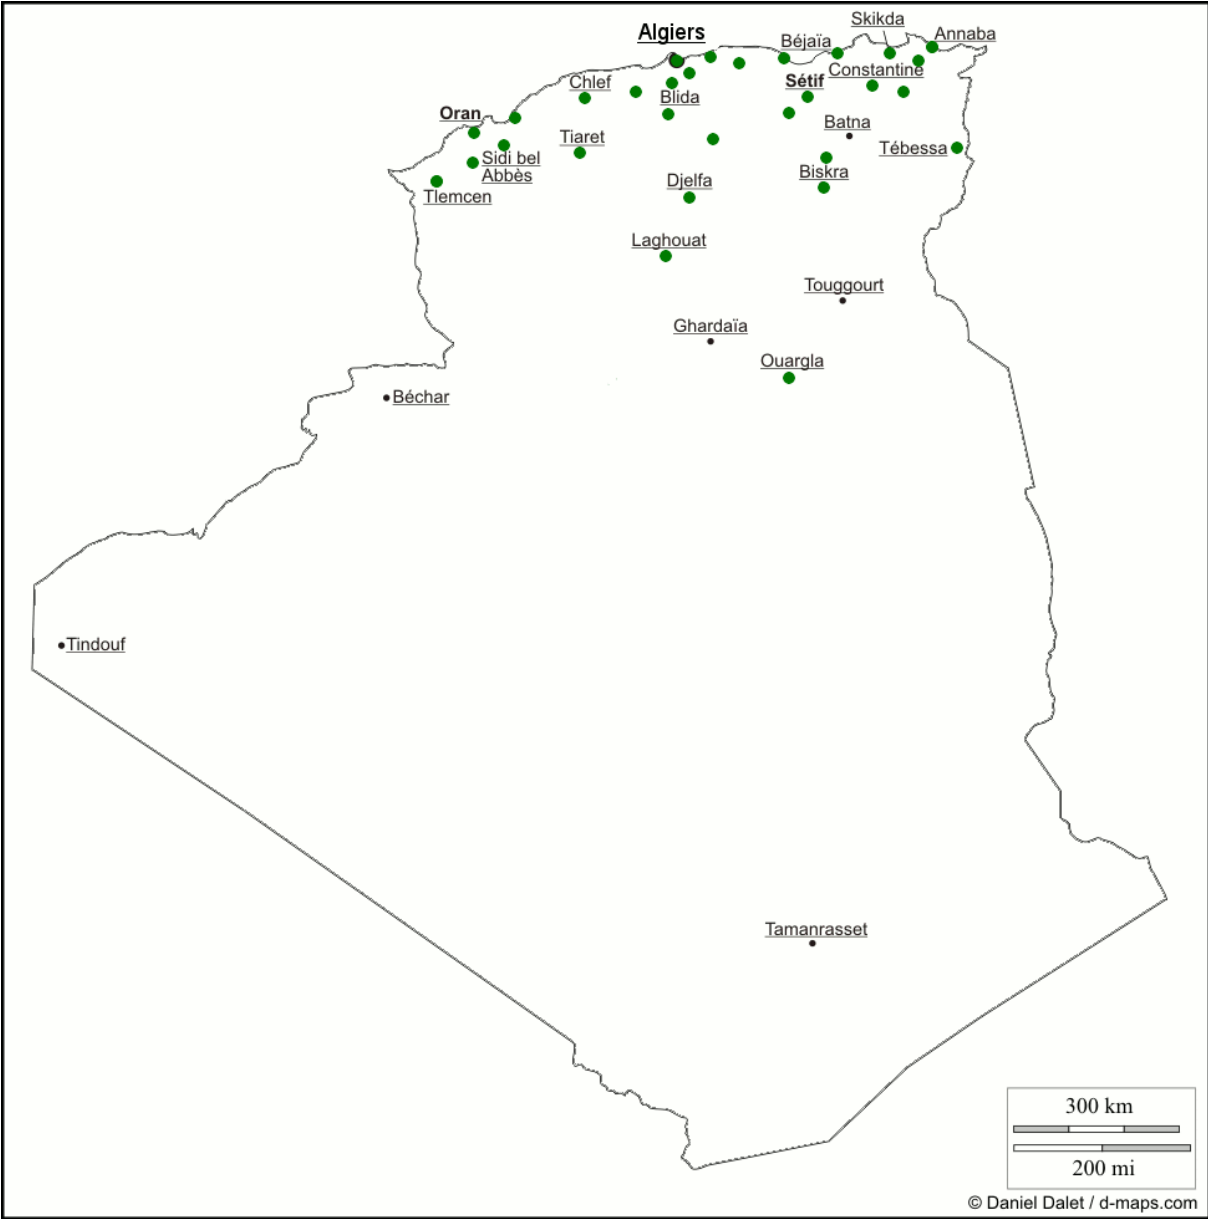 Skikda
Algiers
Annaba
Béjaïa
Constantine
Chlef
Sétif
Blida
Oran
Batna
Tiaret
Tébessa
Sidi bel
Abbès
Biskra
Djelfa
Tlemcen
Laghouat
Touggourt
Ghardaïa
Ouargla
Béchar
Tindouf
Tamanrasset
300 km
200 mi
© Daniel Dalet / d-maps.com